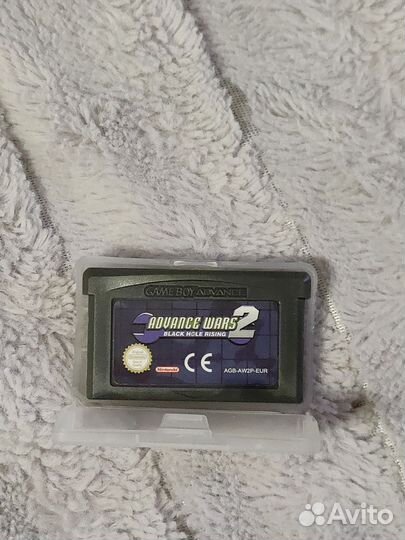 GAME BOY ADVANCE
ADVANCE WARS 2
BLACK HOLE RISING
Nintendo
CE
AGB-AW2P-EUR
Avito